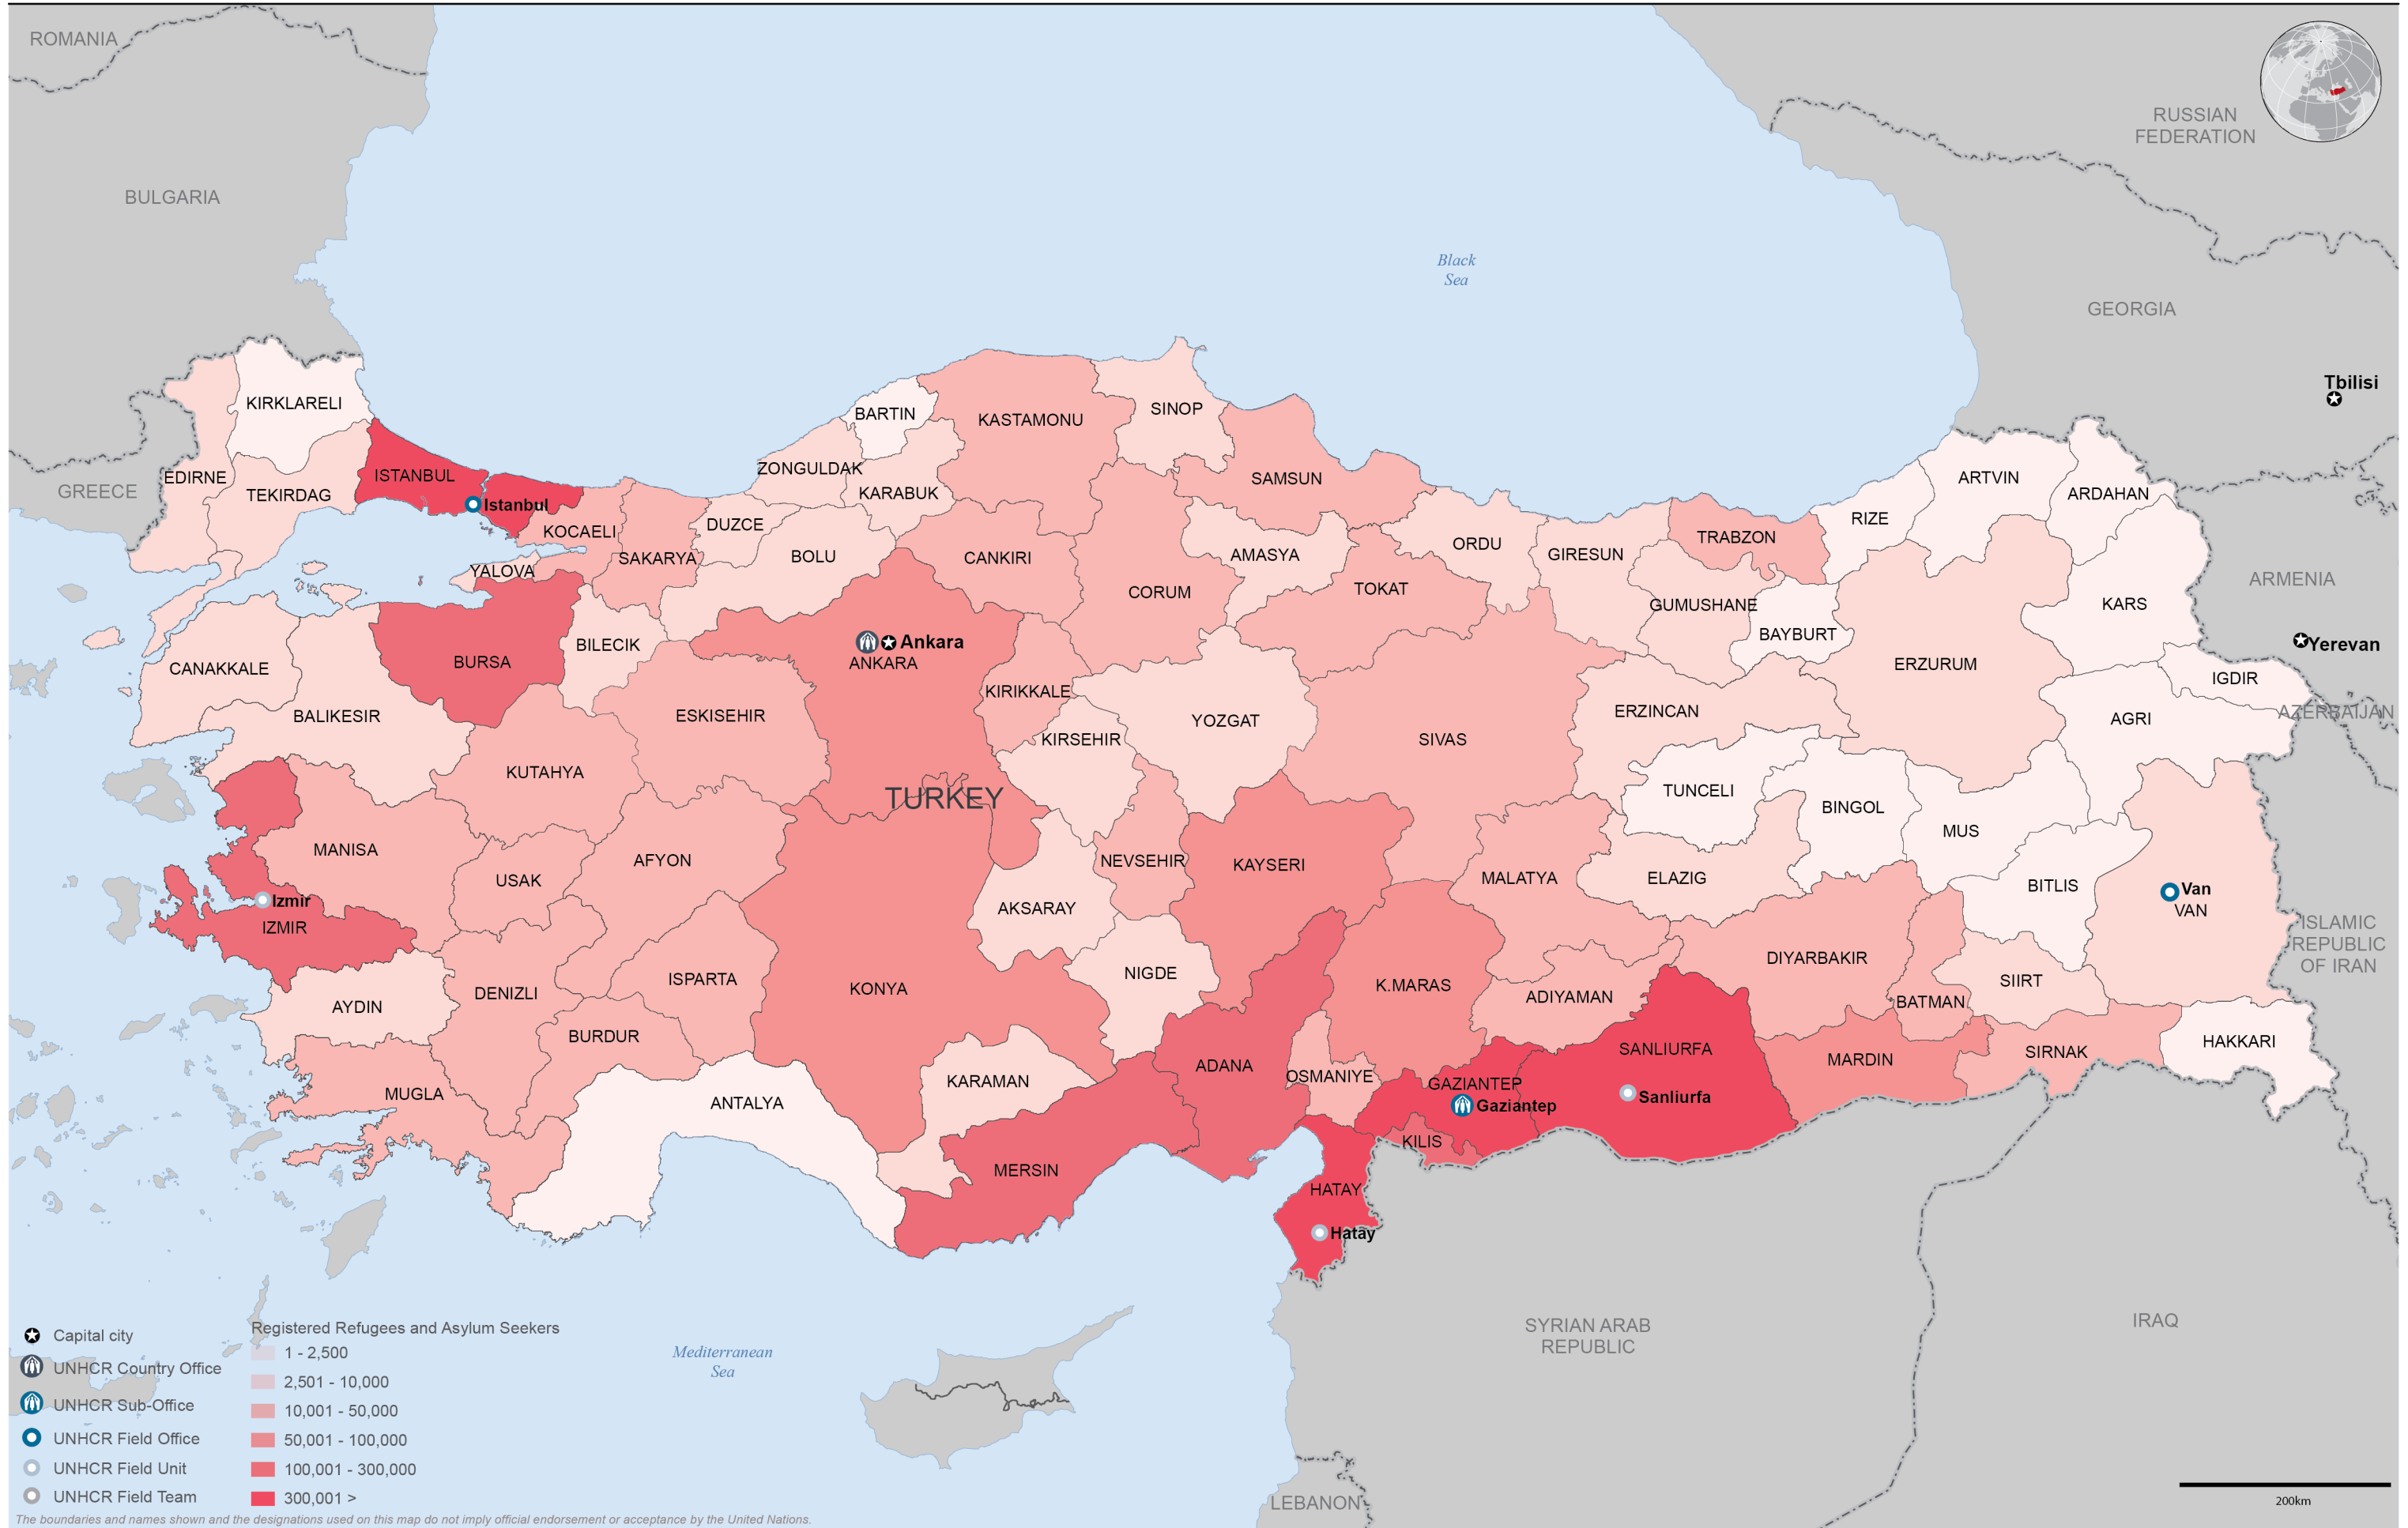 ROMANIA
BULGARIA
GREECE
RUSSIAN
FEDERATION
GEORGIA
Tbilisi
ARMENIA
Yerevan
AZERBAIJAN
ISLAMIC
REPUBLIC
OF IRAN
Black
Sea
KIRKLARELI
EDIRNE
TEKIRDAG
ISTANBUL
Istanbul
KOCAELI
YALOVA
SAKARYA
DUZCE
BOLU
ZONGULDAK
BARTIN
KARABUK
KASTAMONU
SINOP
SAMSUN
CANKIRI
CORUM
AMASYA
TOKAT
ORDU
GIRESUN
TRABZON
GUMUSHANE
BAYBURT
RIZE
ARTVIN
ARDAHAN
KARS
IGDIR
AGRI
ERZURUM
ERZINCAN
CANAKKALE
BALIKESIR
BURSA
BILECIK
ESKISEHIR
Ankara
ANKARA
KIRIKKALE
KIRSEHIR
YOZGAT
SIVAS
TUNCELI
BINGOL
MUS
BITLIS
Van
VAN
KUTAHYA
TURKEY
MANISA
USAK
AFYON
AKSARAY
NEVSEHIR
KAYSERI
MALATYA
ELAZIG
Izmir
IZMIR
AYDIN
DENIZLI
ISPARTA
BURDUR
KONYA
NIGDE
K.MARAS
ADIYAMAN
DIYARBAKIR
BATMAN
SIIRT
SIRNAK
HAKKARI
MARDIN
SANLIURFA
Sanliurfa
MUGLA
ANTALYA
KARAMAN
MERSIN
ADANA
OSMANIYE
GAZIANTEP
Gaziantep
KILIS
HATAY
Hatay
Mediterranean
Sea
SYRIAN ARAB
REPUBLIC
IRAQ
LEBANON
Capital city
UNHCR Country Office
UNHCR Sub-Office
UNHCR Field Office
UNHCR Field Unit
UNHCR Field Team
Registered Refugees and Asylum Seekers
1 - 2,500
2,501 - 10,000
10,001 - 50,000
50,001 - 100,000
100,001 - 300,000
300,001 >
200km
The boundaries and names shown and the designations used on this map do not imply official endorsement or acceptance by the United Nations.